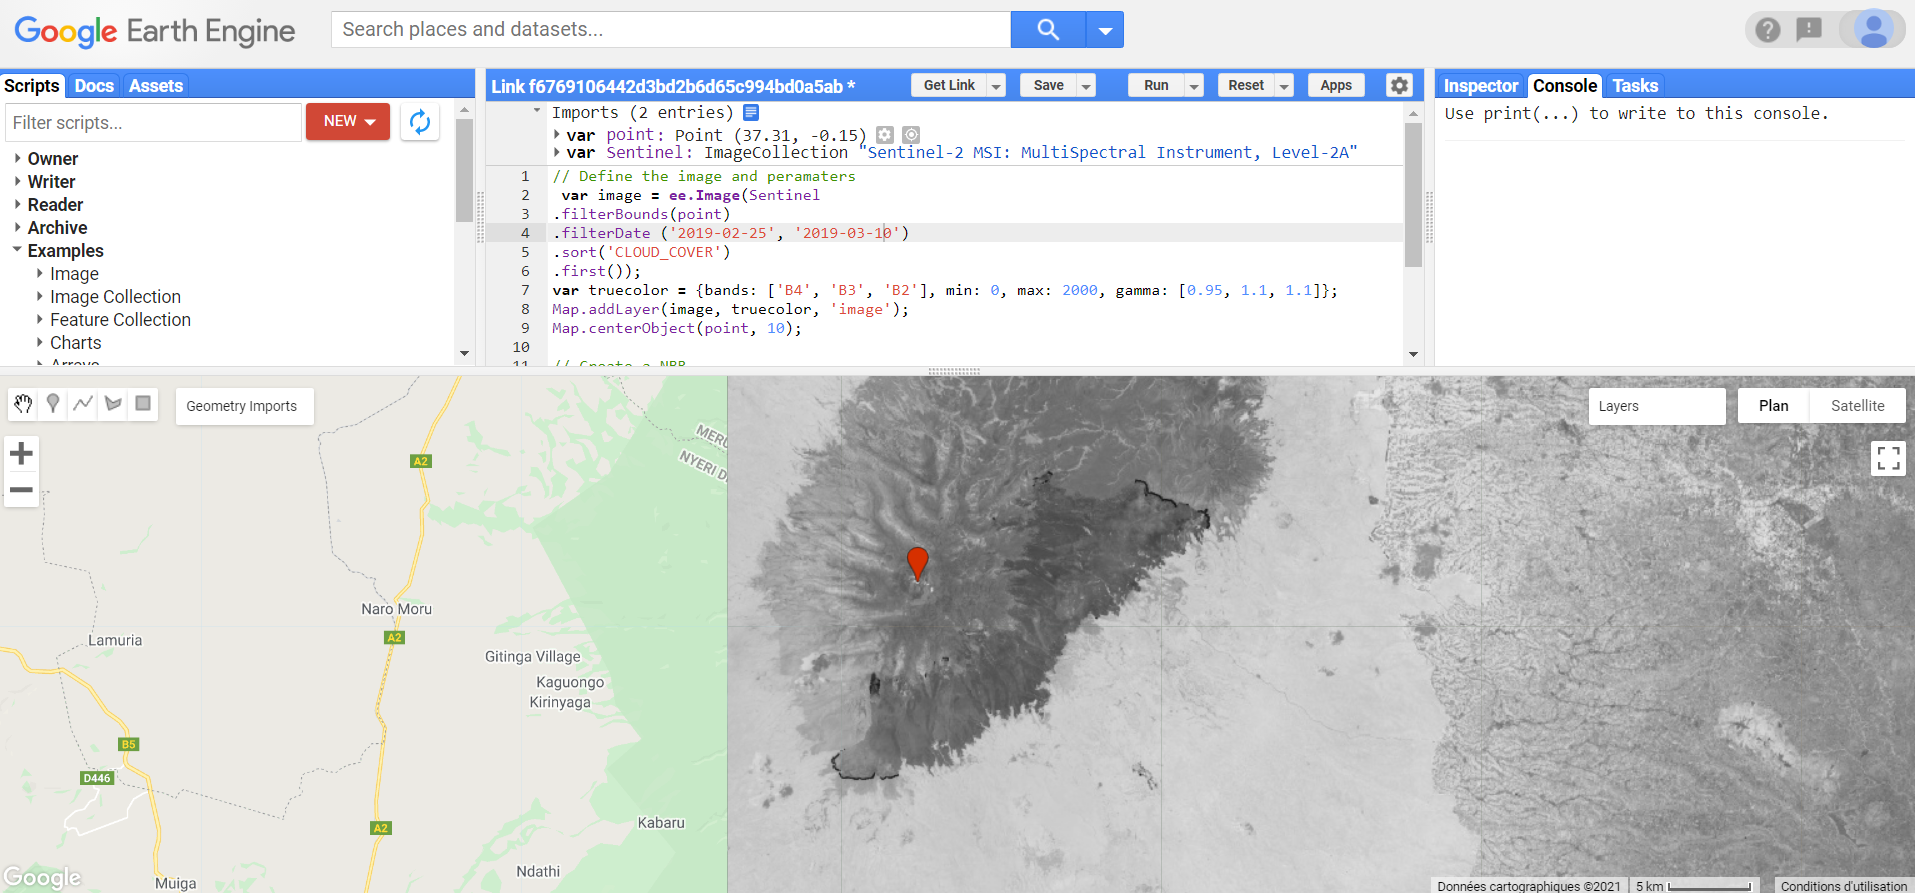 Google Earth Engine
Search places and datasets...
Scripts Docs Assets
Filter scripts...
NEW
Owner
Writer
Reader
Archive
Examples
Image
Image Collection
Feature Collection
Charts
Arrays
Link f6769106442d3bd2b6d65c994bd0a5ab *
Get Link Save Run Reset Apps
Imports (2 entries)
var point: Point (37.31, -0.15)
var Sentinel: ImageCollection "Sentinel-2 MSI: MultiSpectral Instrument, Level-2A"
1 // Define the image and peramaters
2 var image = ee.Image(Sentinel
3 .filterBounds(point)
4 .filterDate ('2019-02-25', '2019-03-10')
5 .sort('CLOUD_COVER')
6 .first());
7 var truecolor = {bands: ['B4', 'B3', 'B2'], min: 0, max: 2000, gamma: [0.95, 1.1, 1.1]};
8 Map.addLayer(image, truecolor, 'image');
9 Map.centerObject(point, 10);
10
11 // Create a NBR
Inspector Console Tasks
Use print(...) to write to this console.
Geometry Imports
Layers
Plan Satellite
MERU
NYERI
A2
Naro Moru
A2
Lamuria
Gitinga Village
Kaguongo
Kirinyaga
B5
D446
A2
Kabaru
Ndathi
Muiga
Google
Données cartographiques ©2021 5 km Conditions d'utilisation